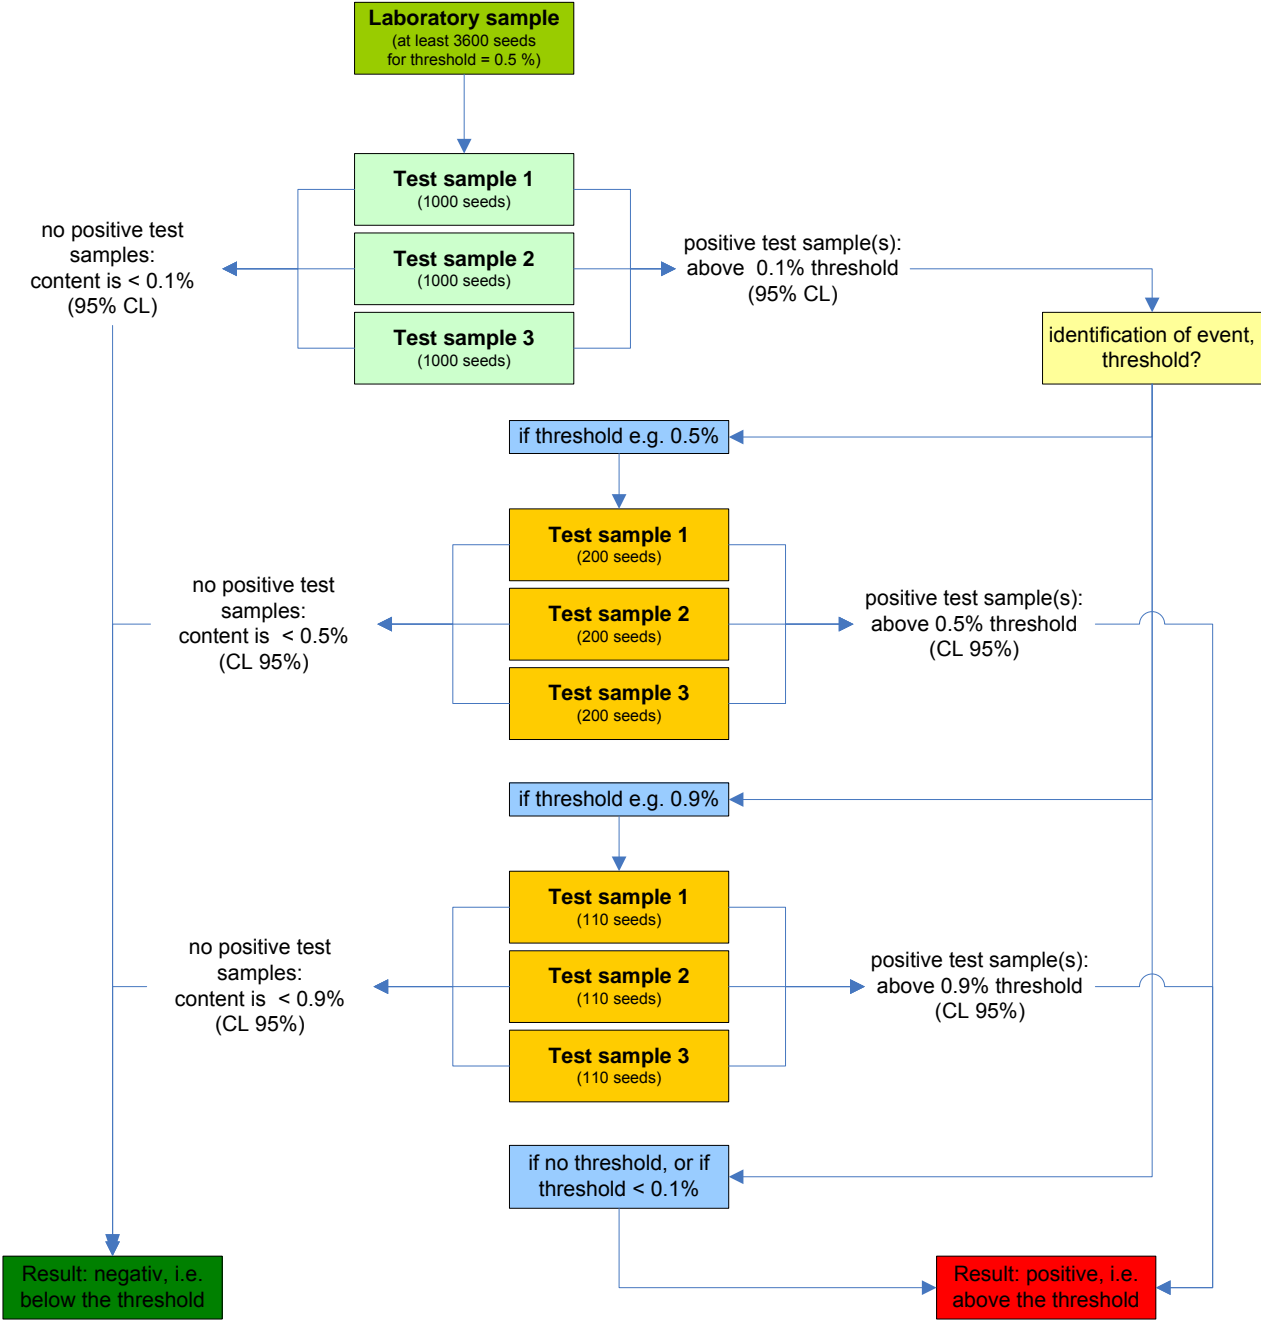 Laboratory sample
(at least 3600 seeds
for threshold = 0.5 %)
Test sample 1
(1000 seeds)
no positive test
samples:
content is < 0.1%
(95% CL)
Test sample 2
(1000 seeds)
positive test sample(s):
above 0.1% threshold
(95% CL)
Test sample 3
(1000 seeds)
identification of event,
threshold?
if threshold e.g. 0.5%
Test sample 1
(200 seeds)
no positive test
samples:
content is < 0.5%
(CL 95%)
Test sample 2
(200 seeds)
positive test sample(s):
above 0.5% threshold
(CL 95%)
Test sample 3
(200 seeds)
if threshold e.g. 0.9%
Test sample 1
(110 seeds)
no positive test
samples:
content is < 0.9%
(CL 95%)
Test sample 2
(110 seeds)
positive test sample(s):
above 0.9% threshold
(CL 95%)
Test sample 3
(110 seeds)
if no threshold, or if
threshold < 0.1%
Result: negativ, i.e.
below the threshold
Result: positive, i.e.
above the threshold